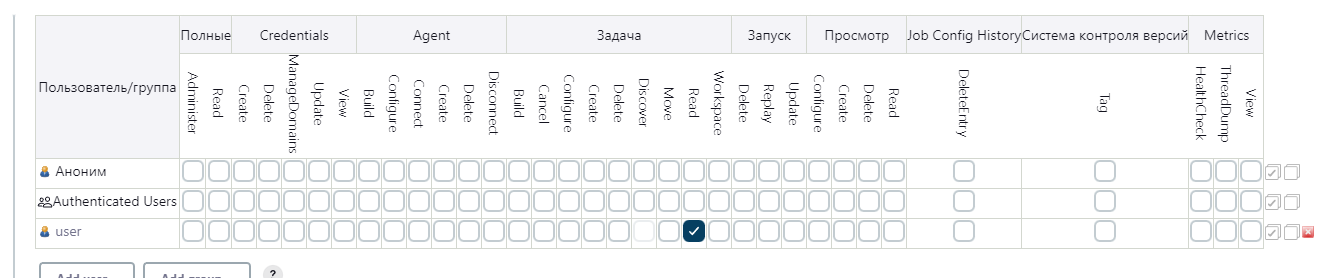 Пользователь/группа Полные Credentials Agent Задача Запуск Просмотр Job Config History Система контроля версий Metrics
Administer Read Create Delete ManageDomains Update View Build Configure Connect Create Delete Disconnect Build Cancel Configure Create Delete Discover Move Read Workspace Delete Replay Update Configure Create Delete Read DeleteEntry Tag HealthCheck ThreadDump View
Аноним
Authenticated Users
user
?